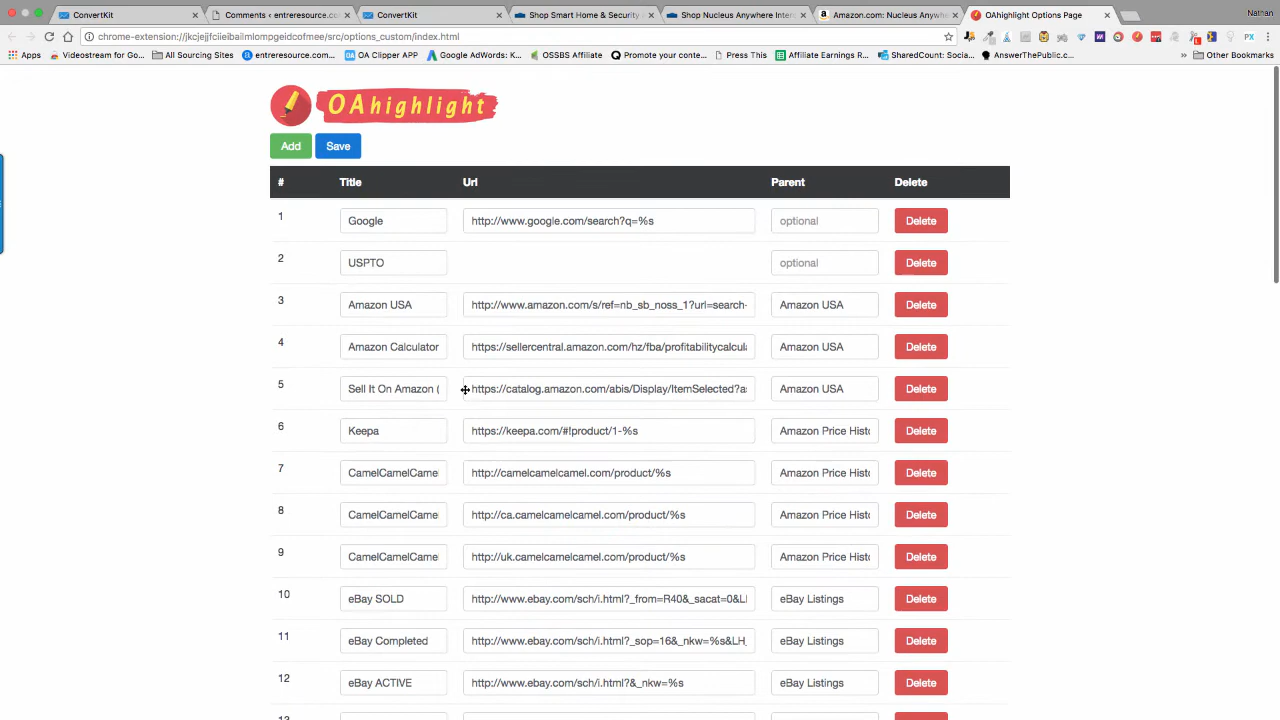 ConvertKit
Comments ‹ entreresource.com
ConvertKit
Shop Smart Home & Security
Shop Nucleus Anywhere Inter
Amazon.com: Nucleus Anywhe
OAhighlight Options Page
Nathan
chrome-extension://jkcjejjfciieibailmlompgeidcofmee/src/options_custom/index.html
Apps
Videostream for Goo...
All Sourcing Sites
entreresource.com...
OA Clipper APP
Google AdWords: K...
OSSBS Affiliate
Promote your conte...
Press This
Affiliate Earnings R...
SharedCount: Socia...
AnswerThePublic.c...
»
Other Bookmarks
OAhighlight
Add
Save
# Title Url Parent Delete
1 Google http://www.google.com/search?q=%s optional Delete
2 USPTO optional Delete
3 Amazon USA http://www.amazon.com/s/ref=nb_sb_noss_1?url=search- Amazon USA Delete
4 Amazon Calculator https://sellercentral.amazon.com/hz/fba/profitabilitycalcula Amazon USA Delete
5 Sell It On Amazon ( https://catalog.amazon.com/abis/Display/ItemSelected?as Amazon USA Delete
6 Keepa https://keepa.com/#!product/1-%s Amazon Price Histo Delete
7 CamelCamelCame http://camelcamelcamel.com/product/%s Amazon Price Histo Delete
8 CamelCamelCame http://ca.camelcamelcamel.com/product/%s Amazon Price Histo Delete
9 CamelCamelCame http://uk.camelcamelcamel.com/product/%s Amazon Price Histo Delete
10 eBay SOLD http://www.ebay.com/sch/i.html?_from=R40&_sacat=0&LI eBay Listings Delete
11 eBay Completed http://www.ebay.com/sch/i.html?_sop=16&_nkw=%s&LH_ eBay Listings Delete
12 eBay ACTIVE http://www.ebay.com/sch/i.html?&_nkw=%s eBay Listings Delete